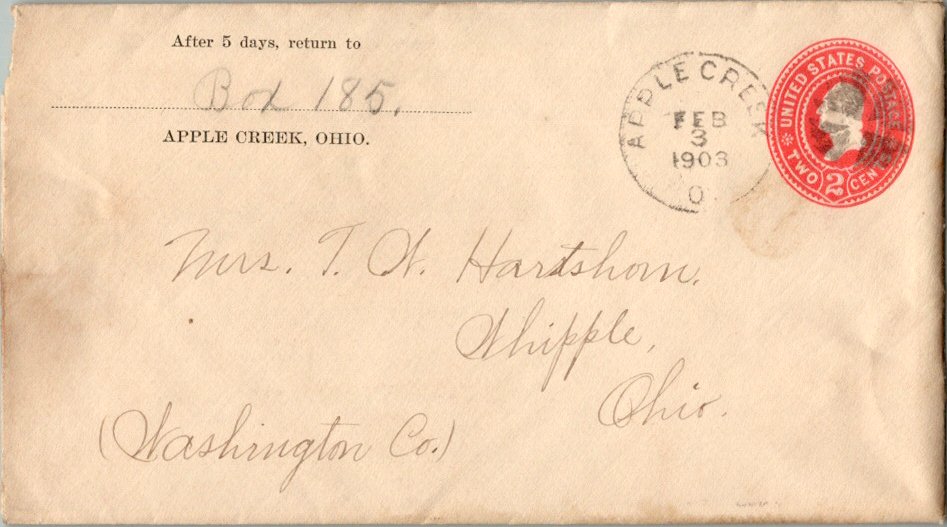 After 5 days, return to
Box 185.
APPLE CREEK, OHIO.
APPLE CREEK
FEB
3
1903
O.
UNITED STATES POSTAGE
TWO 2 CEN
Mrs. T. W. Hartshorn.
Whipple,
Ohio.
(Washington Co.)